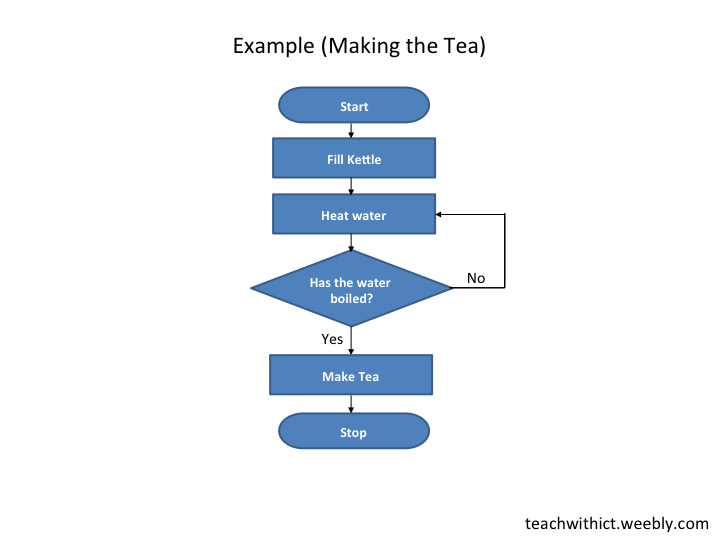 Example (Making the Tea)
Start
Fill Kettle
Heat water
Has the water
boiled?
No
Yes
Make Tea
Stop
teachwithict.weebly.com